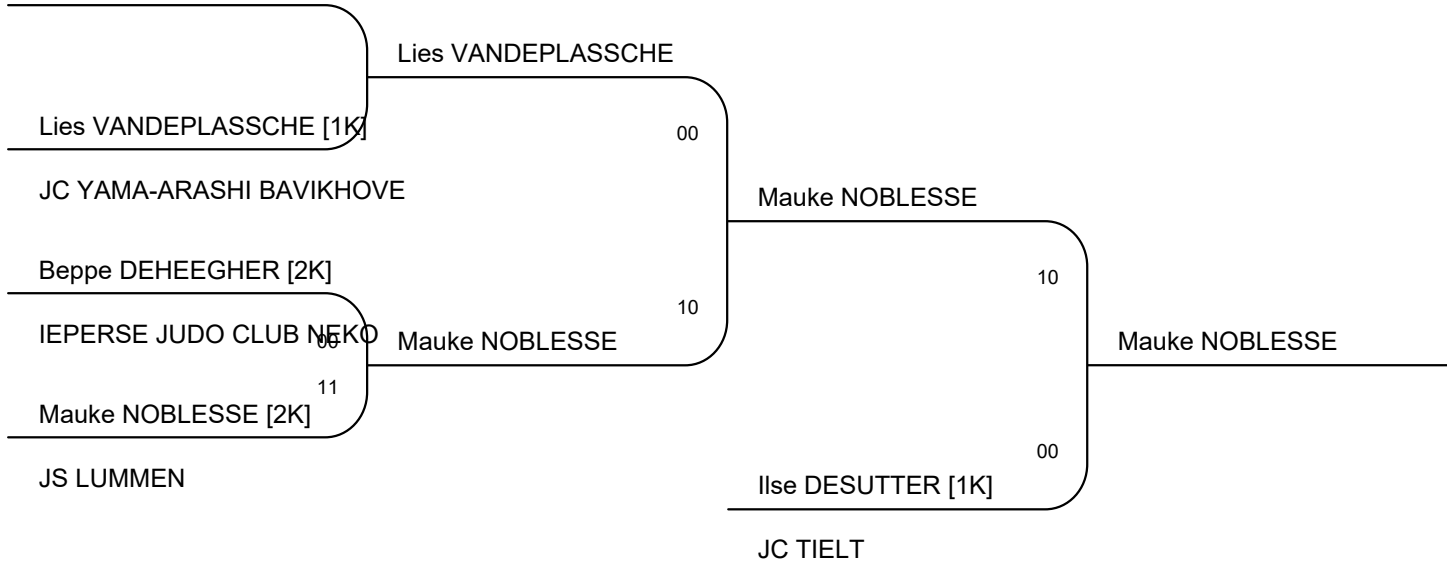 Lies VANDEPLASSCHE
Lies VANDEPLASSCHE [1K]
00
JC YAMA-ARASHI BAVIKHOVE
Mauke NOBLESSE
Beppe DEHEEGHER [2K]
10
10
IEPERSE JUDO CLUB NEKO
00
Mauke NOBLESSE
Mauke NOBLESSE
11
Mauke NOBLESSE [2K]
00
JS LUMMEN
Ilse DESUTTER [1K]
JC TIELT